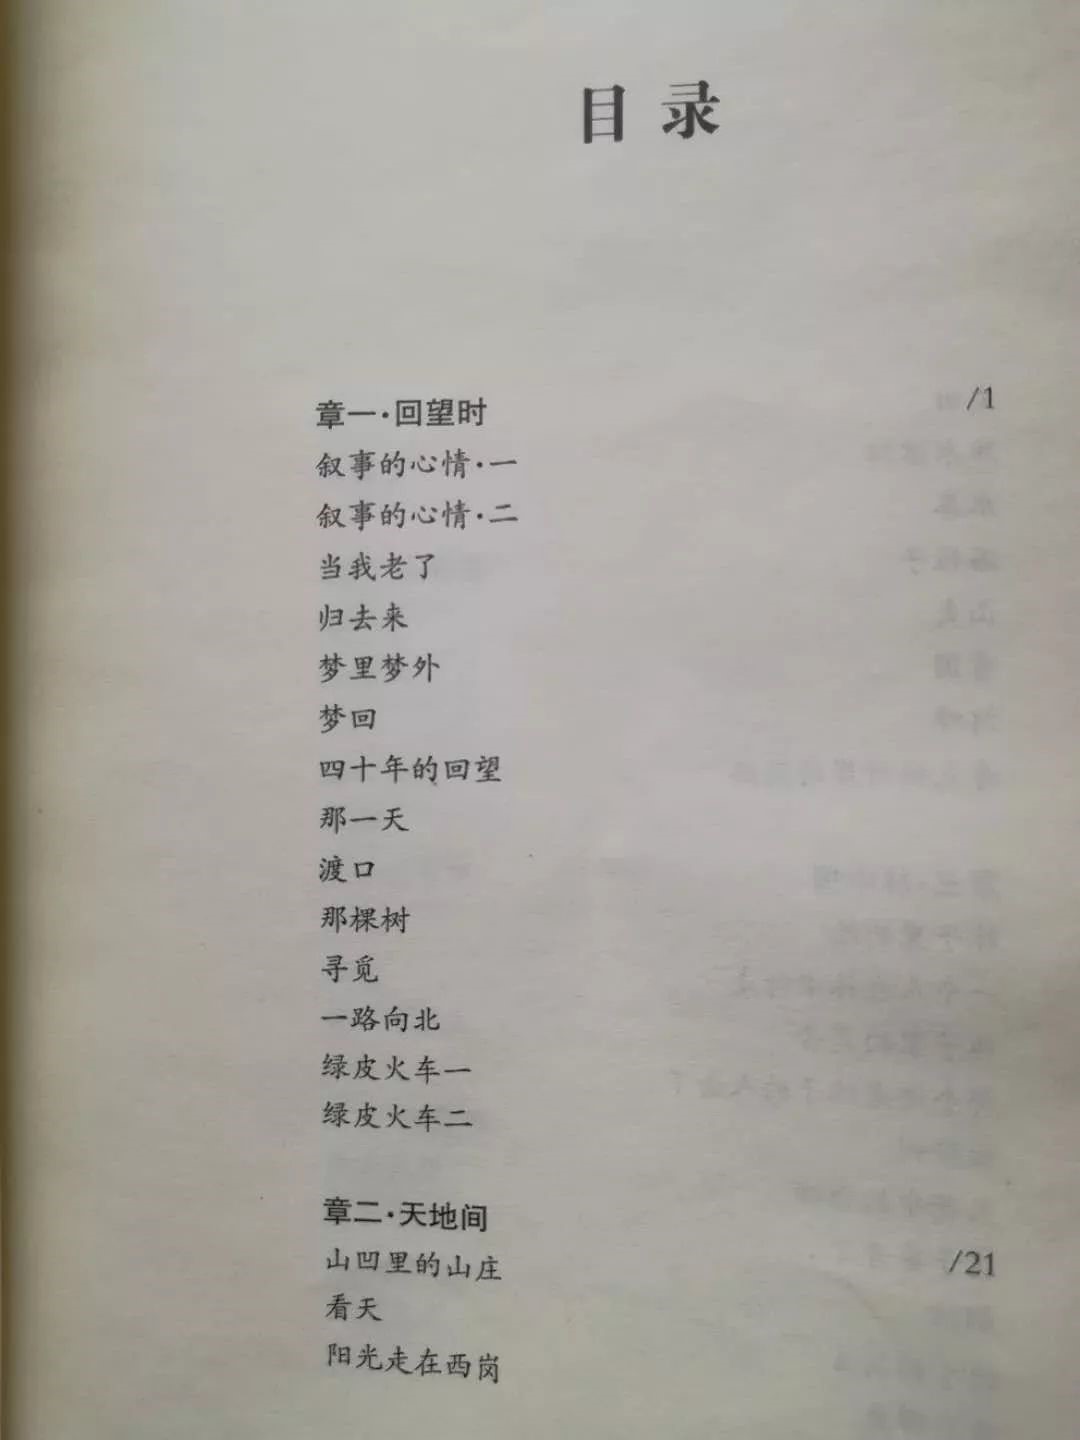 目录
章一·回望时 /1
叙事的心情·一
叙事的心情·二
当我老了
归去来
梦里梦外
梦回
四十年的回望
那一天
渡口
那棵树
寻觅
一路向北
绿皮火车一
绿皮火车二
章二·天地间 /21
山凹里的山庄
看天
阳光走在西岗